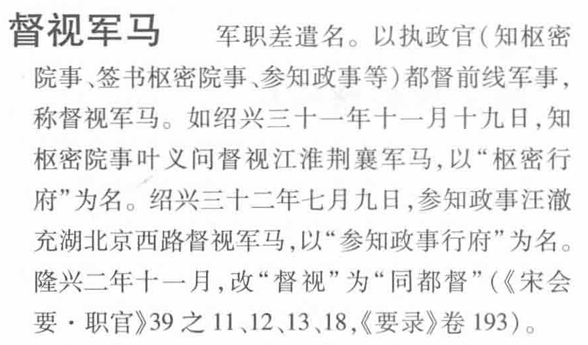 督视军马 军职差遣名。以执政官(知枢密
院事、签书枢密院事、参知政事等)都督前线军事,
称督视军马。如绍兴三十一年十一月十九日,知
枢密院事叶义问督视江淮荆襄军马,以“枢密行
府”为名。绍兴三十二年七月九日,参知政事汪澈
充湖北京西路督视军马,以“参知政事行府”为名。
隆兴二年十一月,改“督视”为“同都督”(《宋会
要·职官》39之11、12、13、18,《要录》卷193)。